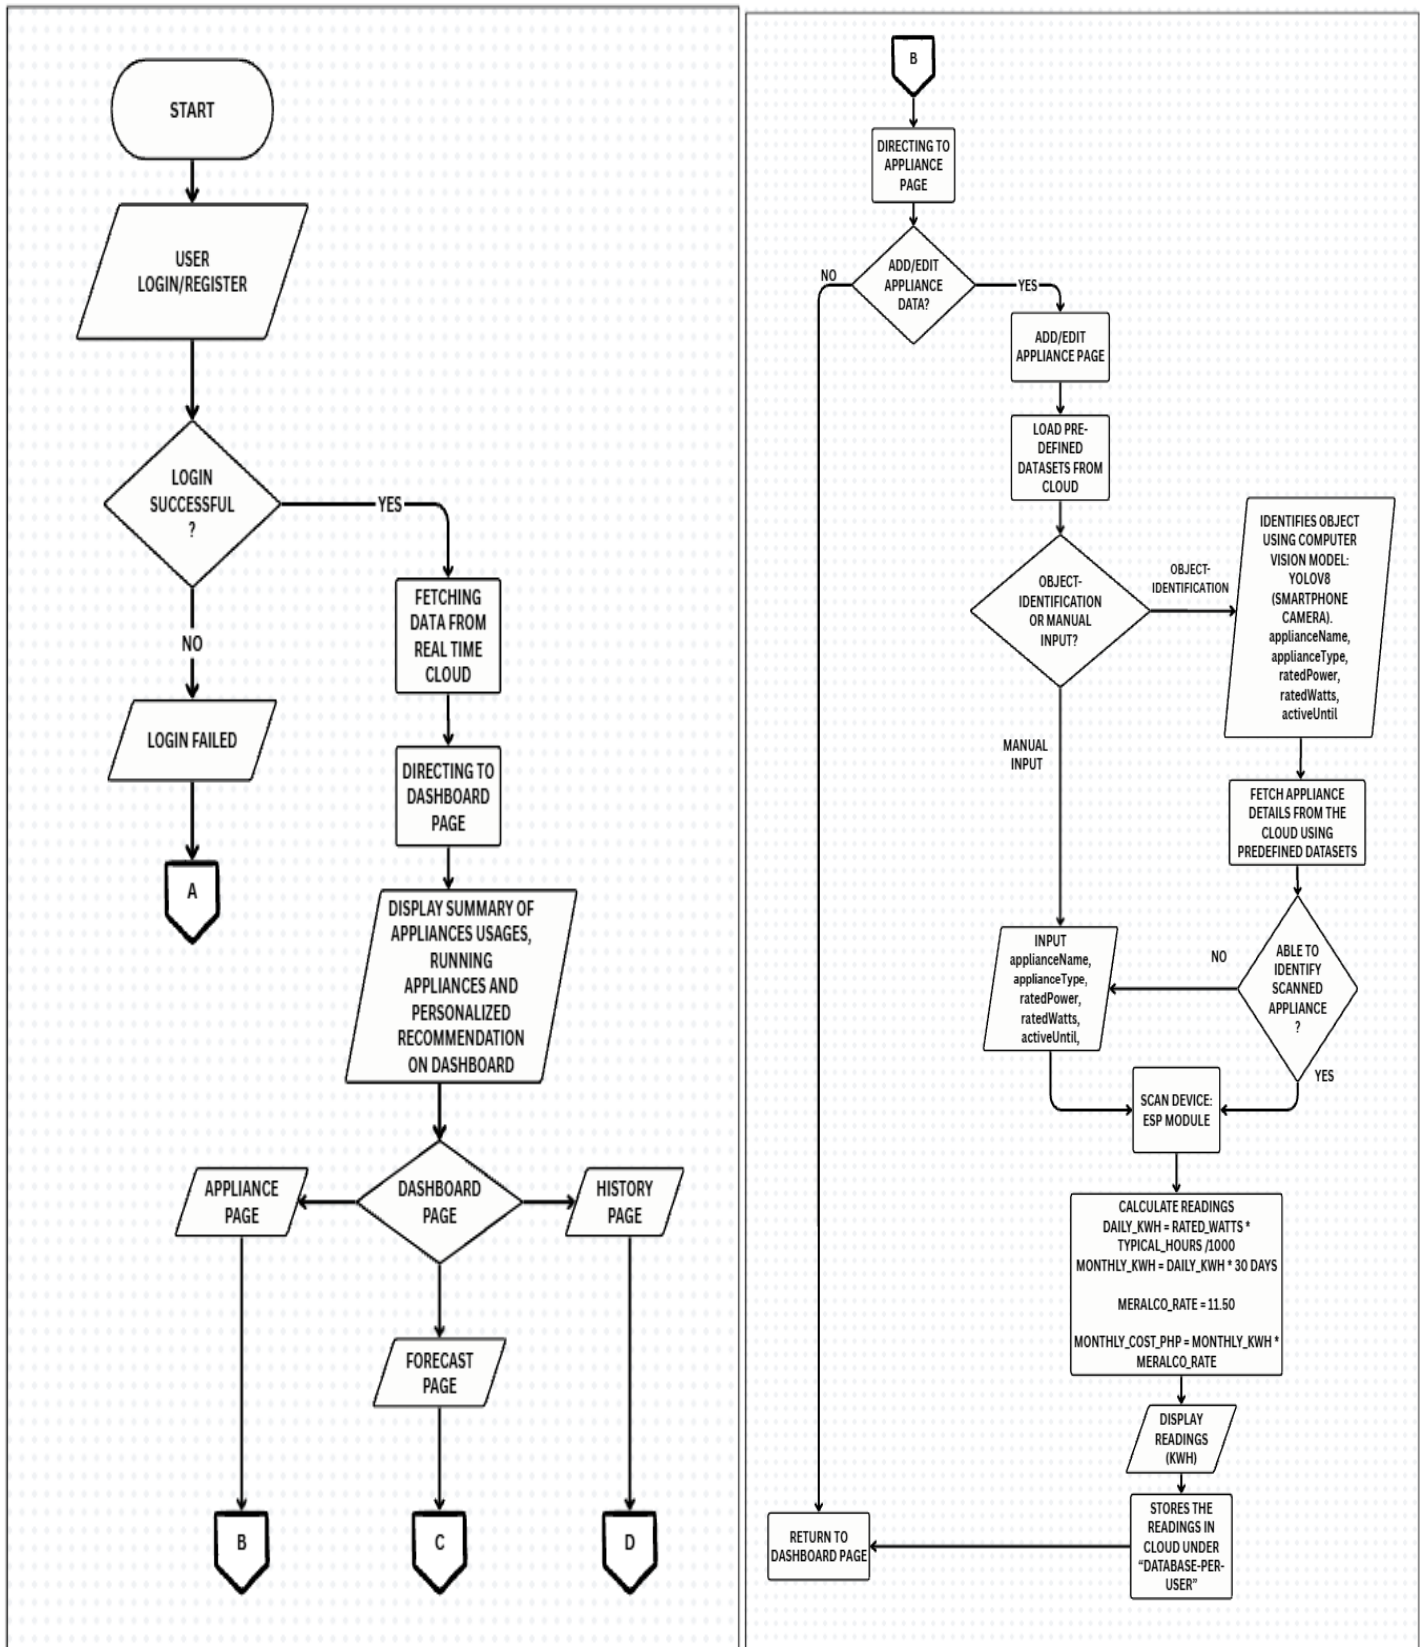 START
USER
LOGIN/REGISTER
LOGIN
SUCCESSFUL
?
YES
NO
LOGIN FAILED
A
FETCHING
DATA FROM
REAL TIME
CLOUD
DIRECTING TO
DASHBOARD
PAGE
DISPLAY SUMMARY OF
APPLIANCES USAGES,
RUNNING
APPLIANCES AND
PERSONALIZED
RECOMMENDATION
ON DASHBOARD
APPLIANCE
PAGE
DASHBOARD
PAGE
HISTORY
PAGE
FORECAST
PAGE
B
C
D
B
DIRECTING TO
APPLIANCE
PAGE
ADD/EDIT
APPLIANCE
DATA?
NO
YES
ADD/EDIT
APPLIANCE PAGE
LOAD PRE-
DEFINED
DATASETS FROM
CLOUD
OBJECT-
IDENTIFICATION
OR MANUAL
INPUT?
OBJECT-
IDENTIFICATION
IDENTIFIES OBJECT
USING COMPUTER
VISION MODEL:
YOLOV8
(SMARTPHONE
CAMERA).
applianceName,
applianceType,
ratedPower,
ratedWatts,
activeUntil
MANUAL
INPUT
FETCH APPLIANCE
DETAILS FROM THE
CLOUD USING
PREDEFINED DATASETS
ABLE TO
IDENTIFY
SCANNED
APPLIANCE
?
NO
YES
INPUT
applianceName,
applianceType,
ratedPower,
ratedWatts,
activeUntil,
SCAN DEVICE:
ESP MODULE
CALCULATE READINGS
DAILY_KWH = RATED_WATTS *
TYPICAL_HOURS /1000
MONTHLY_KWH = DAILY_KWH * 30 DAYS
MERALCO_RATE = 11.50
MONTHLY_COST_PHP = MONTHLY_KWH *
MERALCO_RATE
DISPLAY
READINGS
(KWH)
STORES THE
READINGS IN
CLOUD UNDER
“DATABASE-PER-
USER”
RETURN TO
DASHBOARD PAGE